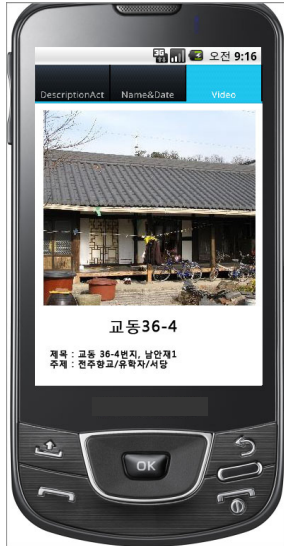 3G
오전 9:16
DescriptionAct Name&Date Video
교동36-4
제목 : 교동 36-4번지, 남안재1
주제 : 전주향교/유학자/서당
OK